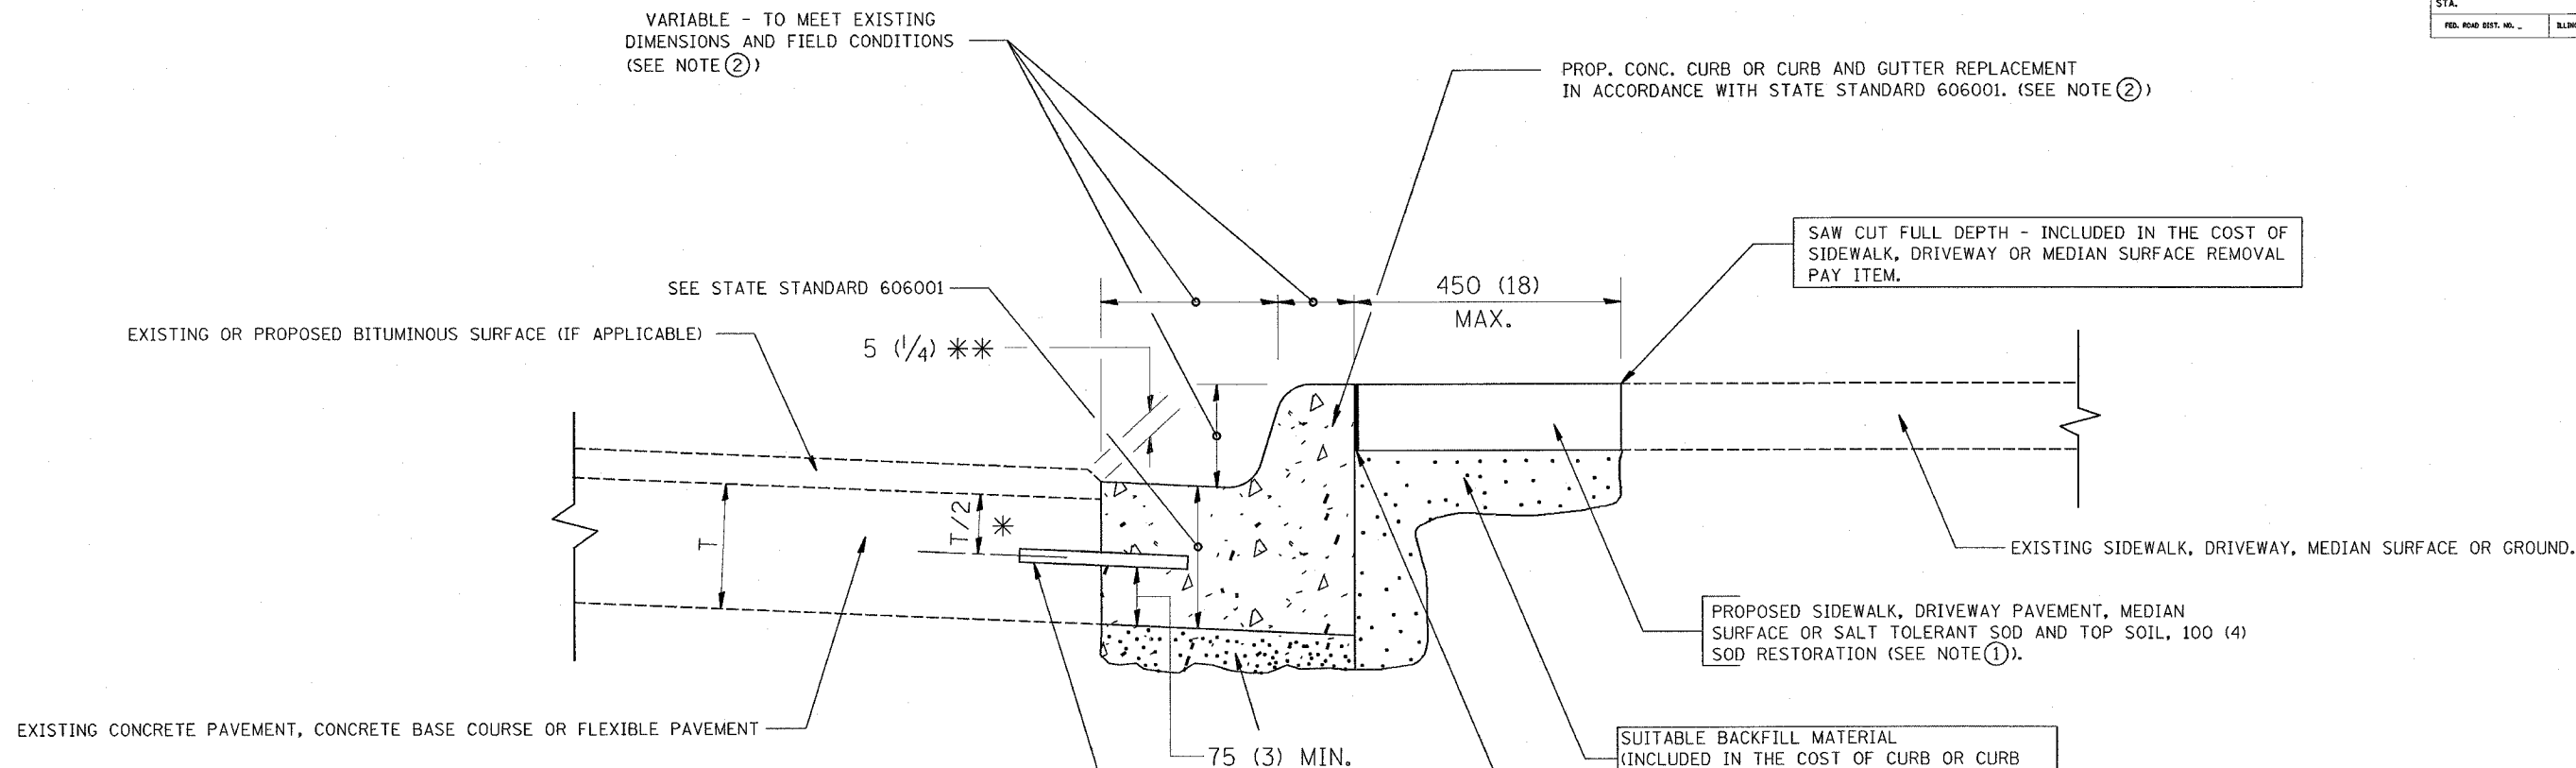 STA.
FED. ROAD DIST. NO. _
VARIABLE - TO MEET EXISTING
DIMENSIONS AND FIELD CONDITIONS
(SEE NOTE ②)
PROP. CONC. CURB OR CURB AND GUTTER REPLACEMENT
IN ACCORDANCE WITH STATE STANDARD 606001. (SEE NOTE ②)
SAW CUT FULL DEPTH - INCLUDED IN THE COST OF
SIDEWALK, DRIVEWAY OR MEDIAN SURFACE REMOVAL
PAY ITEM.
SEE STATE STANDARD 606001
450 (18)
MAX.
EXISTING OR PROPOSED BITUMINOUS SURFACE (IF APPLICABLE)
5 (1/4) **
T
T/2
*
EXISTING SIDEWALK, DRIVEWAY, MEDIAN SURFACE OR GROUND.
PROPOSED SIDEWALK, DRIVEWAY PAVEMENT, MEDIAN
SURFACE OR SALT TOLERANT SOD AND TOP SOIL, 100 (4)
SOD RESTORATION (SEE NOTE ①).
EXISTING CONCRETE PAVEMENT, CONCRETE BASE COURSE OR FLEXIBLE PAVEMENT
75 (3) MIN.
SUITABLE BACKFILL MATERIAL
(INCLUDED IN THE COST OF CURB OR CURB